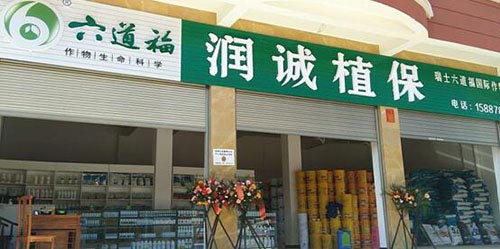 ®
六道福
作物生命科学
润诚植保
瑞士六道福国际作
电话:15887